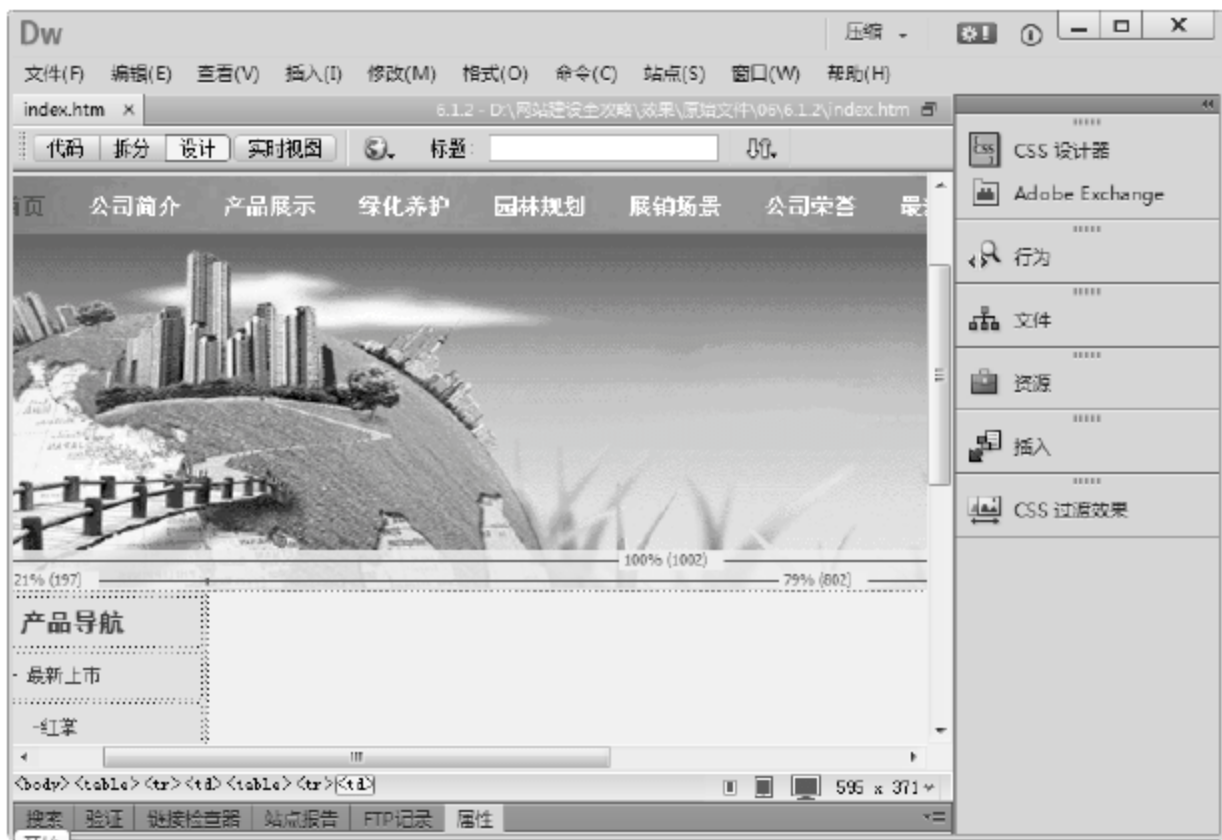 Dw 压缩
文件(F) 编辑(E) 查看(V) 插入(I) 修改(M) 格式(O) 命令(C) 站点(S) 窗口(W) 帮助(H)
index.htm × 6.1.2 - D:\网站建设全攻略\效果\原始文件\06\6.1.2\index.htm
代码 拆分 设计 实时视图 标题:
CSS 设计器
Adobe Exchange
行为
文件
资源
插入
CSS 过渡效果
首页 公司简介 产品展示 绿化养护 园林规划 展销场景 公司荣誉 最
100% (1002)
21% (197) 79% (802)
产品导航
- 最新上市
-红掌
<body><table><tr><td><table><tr><td> 595 x 371
搜索 验证 链接检查器 站点报告 FTP记录 属性